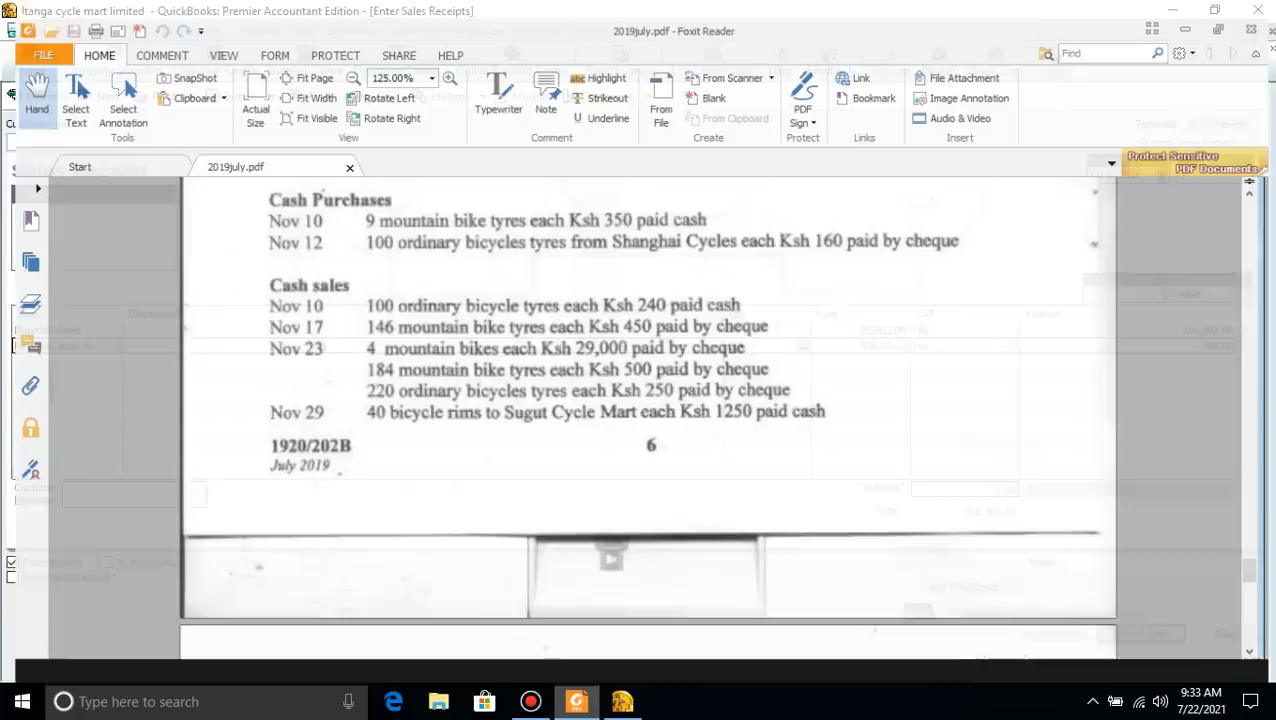 Itanga cycle mart limited - QuickBooks: Premier Accountant Edition - [Enter Sales Receipts]
2019july.pdf - Foxit Reader
FILE HOME COMMENT VIEW FORM PROTECT SHARE HELP
Find
Hand
Select Text
Select Annotation
SnapShot
Clipboard
Tools
Actual Size
Fit Page
Fit Width
Fit Visible
125.00%
Rotate Left
Rotate Right
View
Typewriter
Note
Highlight
Strikeout
Underline
Comment
From File
From Scanner
Blank
From Clipboard
Create
PDF Sign
Protect
Link
Bookmark
Links
File Attachment
Image Annotation
Audio & Video
Insert
Start
2019july.pdf
Protect Sensitive
PDF Documents
Cash Purchases
Nov 10 9 mountain bike tyres each Ksh 350 paid cash
Nov 12 100 ordinary bicycles tyres from Shanghai Cycles each Ksh 160 paid by cheque
Cash sales
Nov 10 100 ordinary bicycle tyres each Ksh 240 paid cash
Nov 17 146 mountain bike tyres each Ksh 450 paid by cheque
Nov 23 4 mountain bikes each Ksh 29,000 paid by cheque
184 mountain bike tyres each Ksh 500 paid by cheque
220 ordinary bicycles tyres each Ksh 250 paid by cheque
Nov 29 40 bicycle rims to Sugut Cycle Mart each Ksh 1250 paid cash
1920/202B 6
July 2019
Total
Type here to search
9:33 AM
7/22/2021